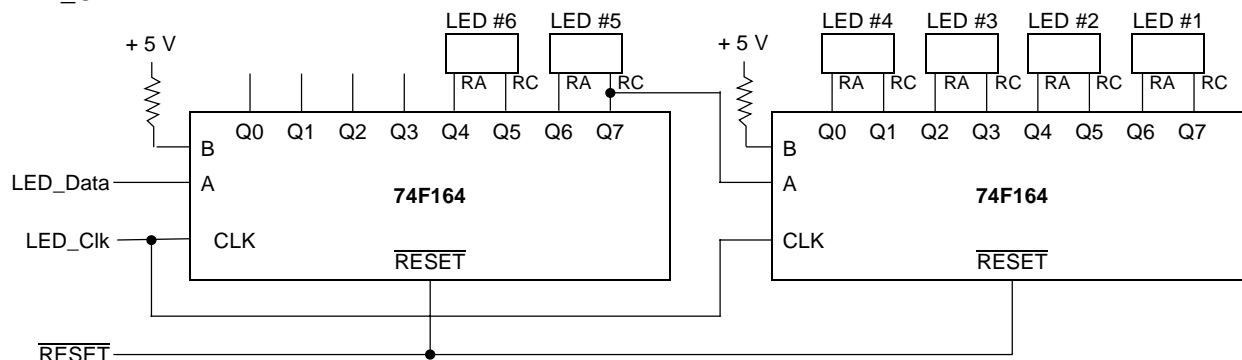 LED #6 LED #5 LED #4 LED #3 LED #2 LED #1
+ 5 V + 5 V
RA RC RA RC RA RC RA RC RA RC RA RC
Q0 Q1 Q2 Q3 Q4 Q5 Q6 Q7 Q0 Q1 Q2 Q3 Q4 Q5 Q6 Q7
B B
LED_Data A 74F164 A 74F164
LED_Clk CLK CLK
RESET RESET
RESET